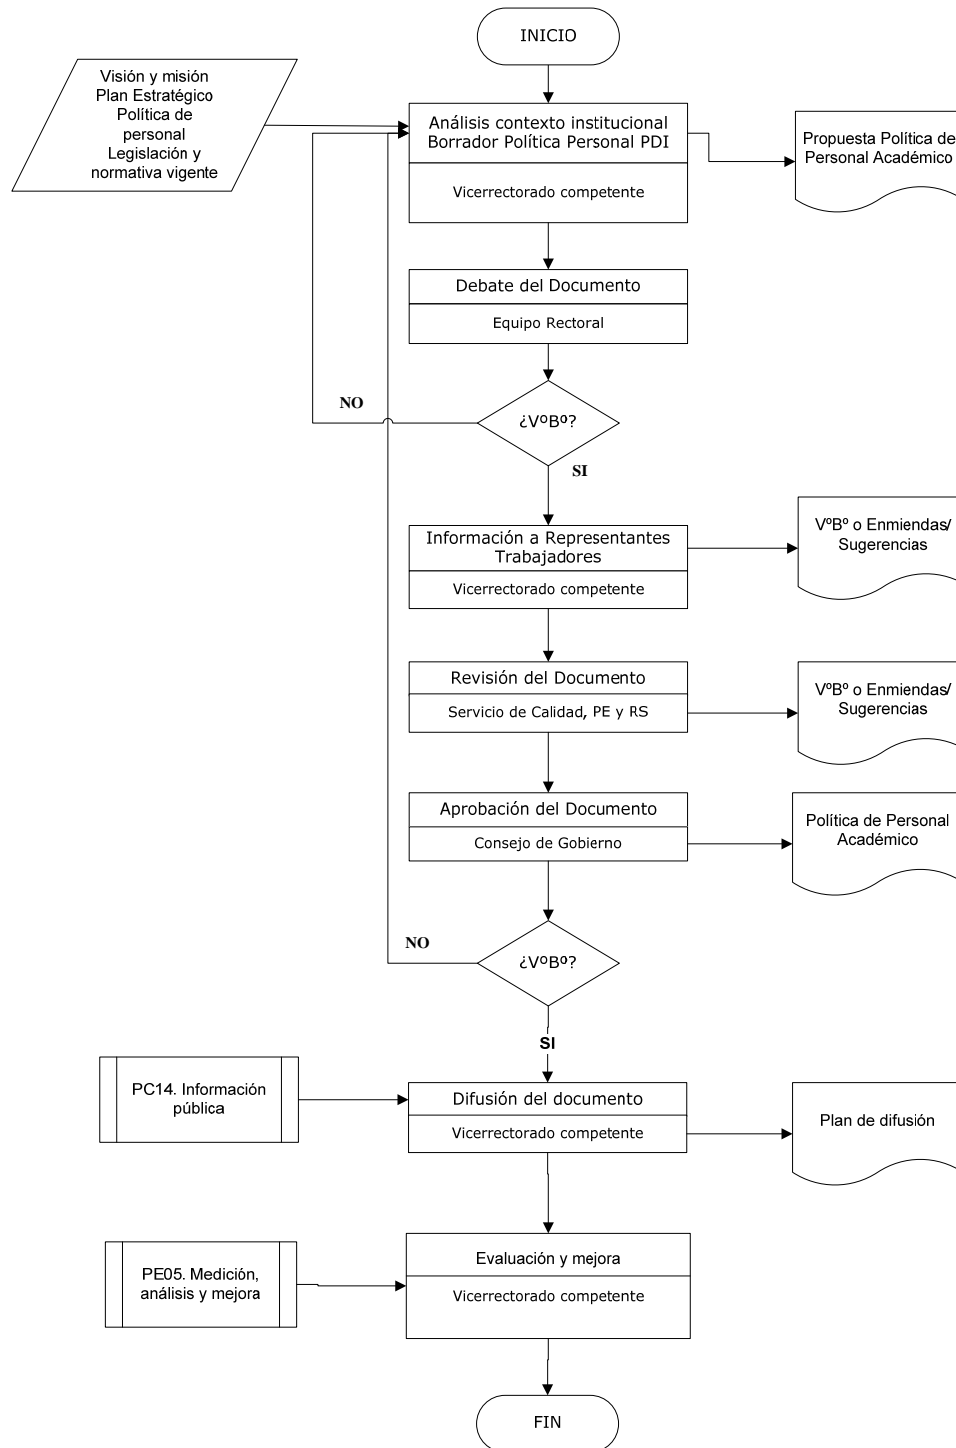 INICIO
Visión y misión
Plan Estratégico
Política de
personal
Legislación y
normativa vigente
Análisis contexto institucional
Borrador Política Personal PDI
Vicerrectorado competente
Propuesta Política de
Personal Académico
Debate del Documento
Equipo Rectoral
NO
¿VºBº?
SI
Información a Representantes
Trabajadores
Vicerrectorado competente
VºBº o Enmiendas/
Sugerencias
Revisión del Documento
Servicio de Calidad, PE y RS
VºBº o Enmiendas/
Sugerencias
Aprobación del Documento
Consejo de Gobierno
Política de Personal
Académico
NO
¿VºBº?
SI
PC14. Información
pública
Difusión del documento
Vicerrectorado competente
Plan de difusión
PE05. Medición,
análisis y mejora
Evaluación y mejora
Vicerrectorado competente
FIN